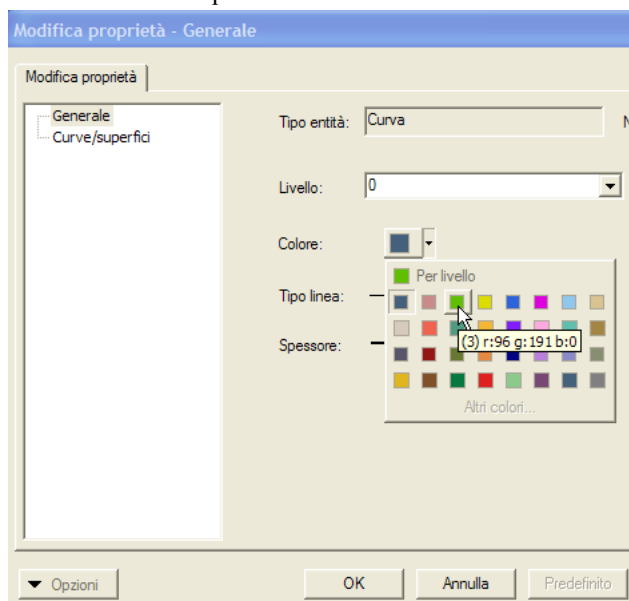 Modifica proprietà - Generale
Modifica proprietà
Generale
Curve/superfici
Tipo entità: Curva
Livello: 0
Colore:
Per livello
Tipo linea:
(3) r:96 g:191 b:0
Spessore:
Altri colori...
Opzioni OK Annulla Predefinito